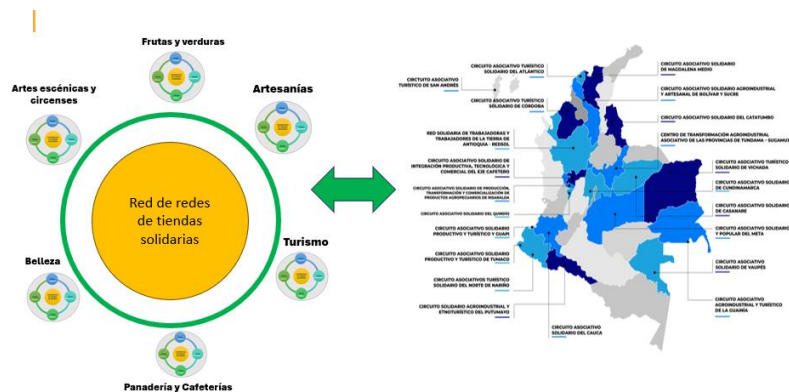 Frutas y verduras
Artes escénicas y
circenses
Artesanías
Red de redes
de tiendas
solidarias
Belleza
Turismo
Panadería y Cafeterías
CIRCUITO ASOCIATIVO
TURÍSTICO DE SAN ANDRÉS
CIRCUITO ASOCIATIVO TURÍSTICO
SOLIDARIO DEL ATLÁNTICO
CIRCUITO ASOCIATIVO TURÍSTICO
SOLIDARIO DE CÓRDOBA
RED SOLIDARIA DE TRABAJADORAS Y
TRABAJADORES DE LA TIERRA DE
ANTIOQUIA - REDSOL
CIRCUITO ASOCIATIVO SOLIDARIO DE
INTEGRACIÓN PRODUCTIVA, TECNOLÓGICA Y
COMERCIAL DEL EJE CAFETERO
CIRCUITO ASOCIATIVO SOLIDARIO DE PRODUCCIÓN,
TRANSFORMACIÓN Y COMERCIALIZACIÓN DE
PRODUCTOS AGROPECUARIOS DE RISARALDA
CIRCUITO ASOCIATIVO SOLIDARIO DEL QUINDÍO
CIRCUITO ASOCIATIVO SOLIDARIO
PRODUCTIVO Y TURÍSTICO Y GUAPI
CIRCUITO ASOCIATIVO SOLIDARIO
PRODUCTIVO Y TURÍSTICO DE TUMACO
CIRCUITO ASOCIATIVOS TURÍSTICO
SOLIDARIO DEL NORTE DE NARIÑO
CIRCUITO SOLIDARIO AGROINDUSTRIAL Y
ETNOTURÍSTICO DEL PUTUMAYO
CIRCUITO ASOCIATIVO
SOLIDARIO DEL CAUCA
CIRCUITO ASOCIATIVO SOLIDARIO
DE MAGDALENA MEDIO
CIRCUITO ASOCIATIVO SOLIDARIO AGROINDUSTRIAL
Y ARTESANAL DE BOLÍVAR Y SUCRE
CIRCUITO ASOCIATIVO SOLIDARIO DEL CATATUMBO
CENTRO DE TRANSFORMACIÓN AGROINDUSTRIAL
ASOCIATIVO DE LAS PROVINCIAS DE TUNDAMA - SUGAMUXI
CIRCUITO ASOCIATIVO TURÍSTICO
SOLIDARIO DE VICHADA
CIRCUITO ASOCIATIVO SOLIDARIO
DE CUNDINAMARCA
CIRCUITO ASOCIATIVO SOLIDARIO
DE CASANARE
CIRCUITO ASOCIATIVO SOLIDARIO
Y POPULAR DEL META
CIRCUITO ASOCIATIVO
SOLIDARIO DE VAUPÉS
CIRCUITO ASOCIATIVO
AGROINDUSTRIAL Y TURÍSTICO
DE LA GUAINÍA